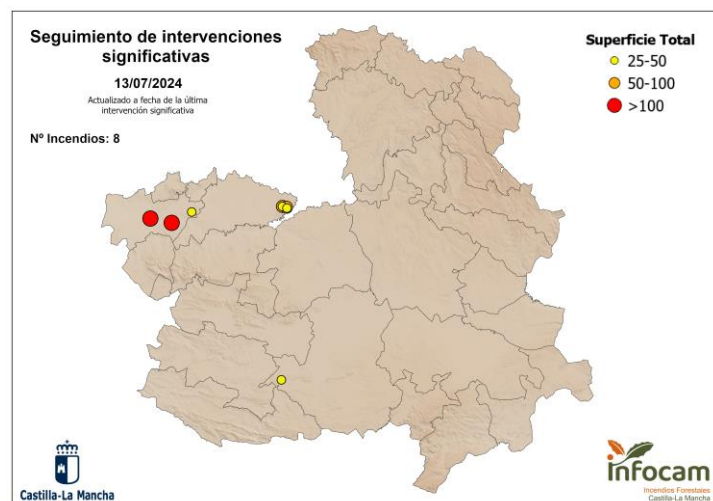 Seguimiento de intervenciones
significativas
13/07/2024
Actualizado a fecha de la última
intervención significativa
Nº Incendios: 8
Superficie Total
25-50
50-100
>100
Castilla-La Mancha
infocam
Incendios Forestales
Castilla-La Mancha